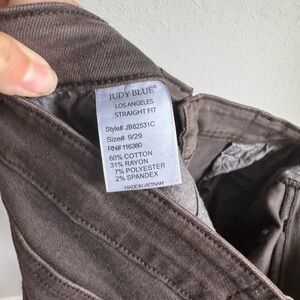 JUDY BLUE®
LOS ANGELES
STRAIGHT FIT
Style# JB82531C
Size# 9/29
RN# 116380
60% COTTON
31% RAYON
7% POLYESTER
2% SPANDEX
MADE IN VIETNAM